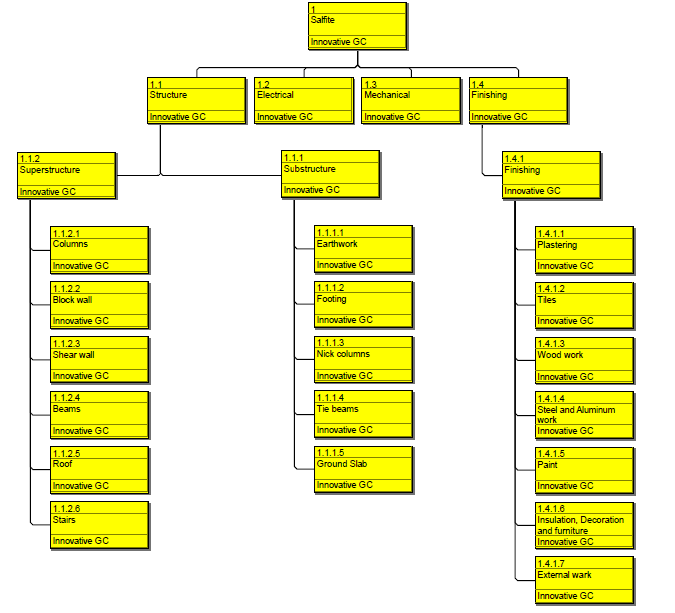 1
Salfite
Innovative GC
1.1
Structure
Innovative GC
1.2
Electrical
Innovative GC
1.3
Mechanical
Innovative GC
1.4
Finishing
Innovative GC
1.1.2
Superstructure
Innovative GC
1.1.1
Substructure
Innovative GC
1.4.1
Finishing
Innovative GC
1.1.2.1
Columns
Innovative GC
1.1.2.2
Block wall
Innovative GC
1.1.2.3
Shear wall
Innovative GC
1.1.2.4
Beams
Innovative GC
1.1.2.5
Roof
Innovative GC
1.1.2.6
Stairs
Innovative GC
1.1.1.1
Earthwork
Innovative GC
1.1.1.2
Footing
Innovative GC
1.1.1.3
Nick columns
Innovative GC
1.1.1.4
Tie beams
Innovative GC
1.1.1.5
Ground Slab
Innovative GC
1.4.1.1
Plastering
Innovative GC
1.4.1.2
Tiles
Innovative GC
1.4.1.3
Wood work
Innovative GC
1.4.1.4
Steel and Aluminum
work
Innovative GC
1.4.1.5
Paint
Innovative GC
1.4.1.6
Insulation, Decoration
and furniture
Innovative GC
1.4.1.7
External wark
Innovative GC